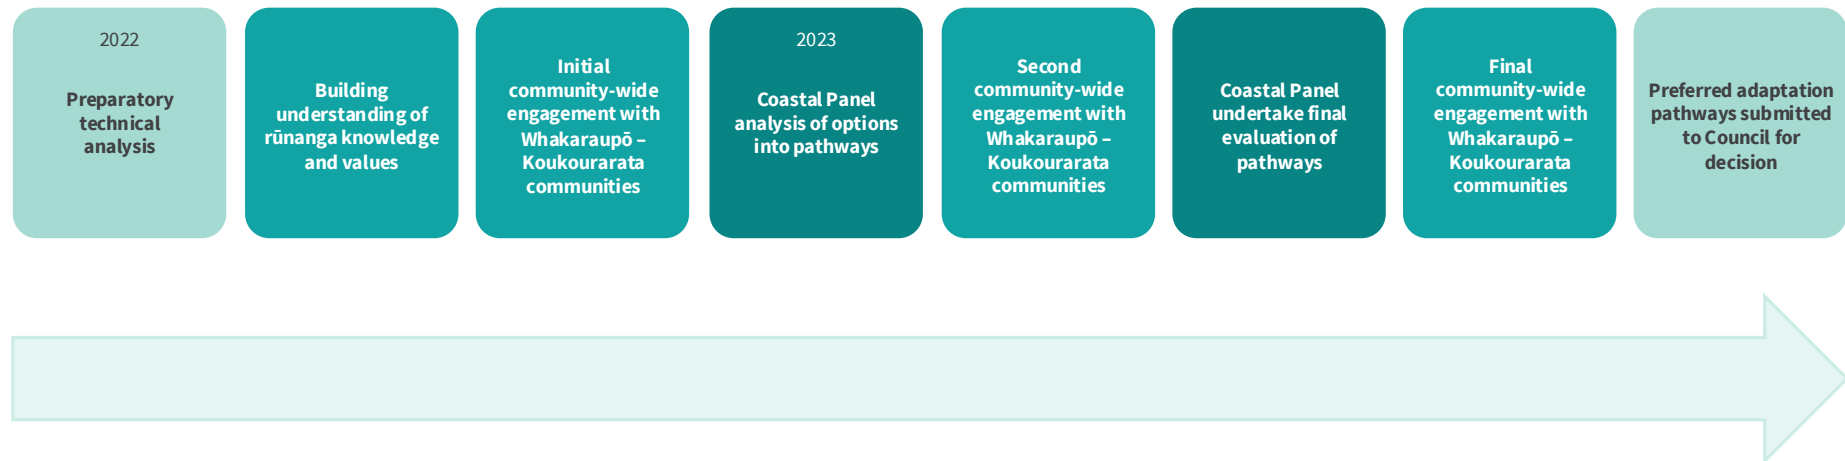 2022
Preparatory
technical
analysis
Building
understanding of
rūnanga knowledge
and values
Initial
community-wide
engagement with
Whakaraupō –
Koukourarata
communities
2023
Coastal Panel
analysis of options
into pathways
Second
community-wide
engagement with
Whakaraupō –
Koukourarata
communities
Coastal Panel
undertake final
evaluation of
pathways
Final
community-wide
engagement with
Whakaraupō –
Koukourarata
communities
Preferred adaptation
pathways submitted
to Council for
decision